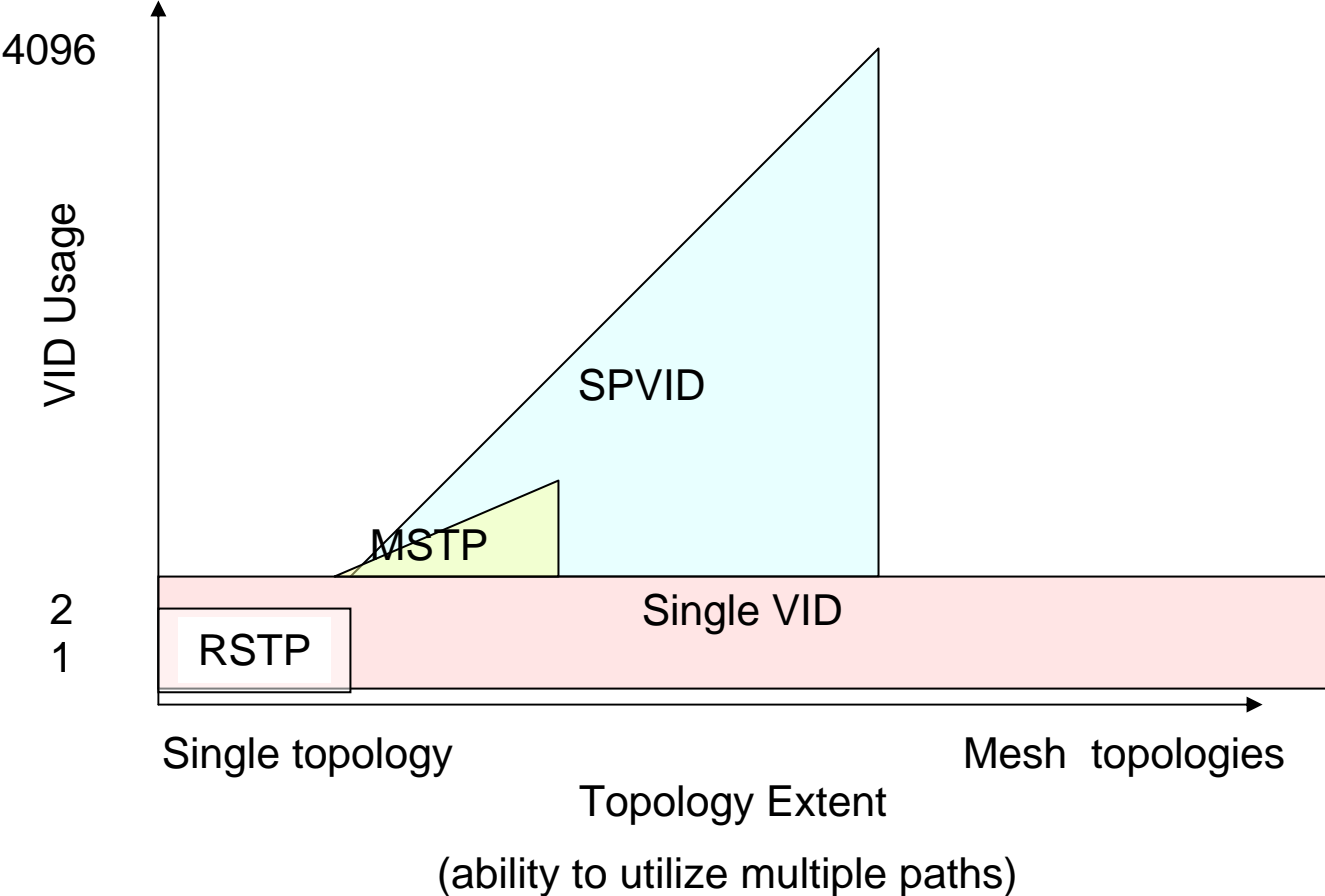 4096
VID Usage
SPVID
MSTP
2
Single VID
1
RSTP
Single topology
Mesh topologies
Topology Extent
(ability to utilize multiple paths)